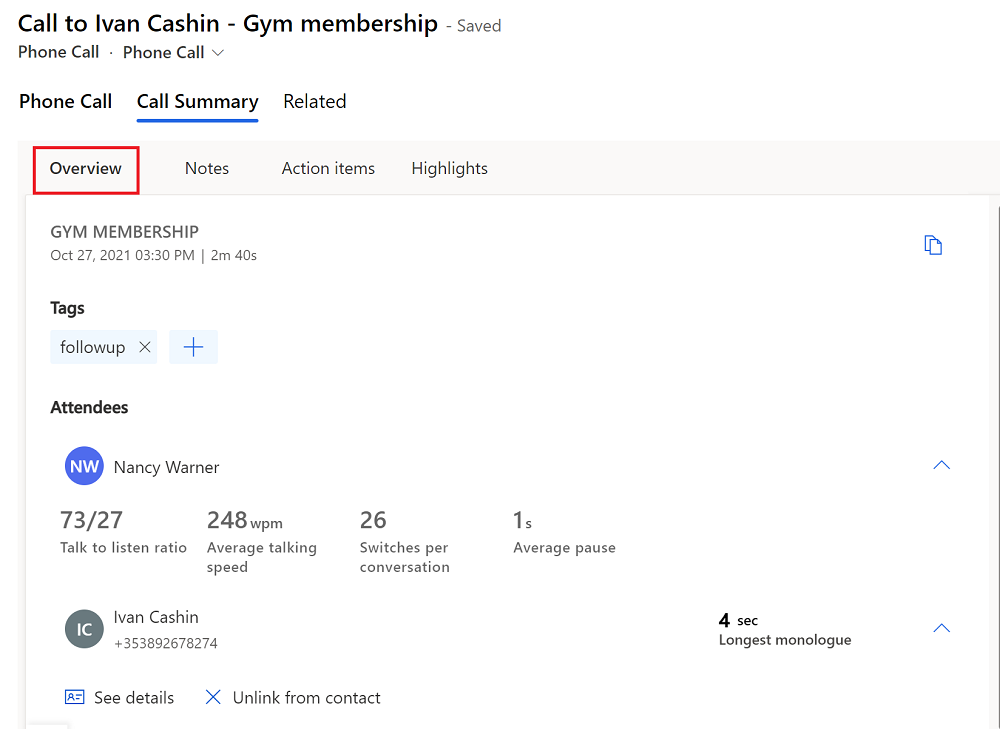 Call to Ivan Cashin - Gym membership - Saved
Phone Call · Phone Call
Phone Call Call Summary Related
Overview Notes Action items Highlights
GYM MEMBERSHIP
Oct 27, 2021 03:30 PM | 2m 40s
Tags
followup
Attendees
NW Nancy Warner
73/27 248 wpm 26 1s
Talk to listen ratio Average talking Switches per Average pause
speed conversation
Ivan Cashin
IC 4 sec
+353892678274 Longest monologue
See details Unlink from contact